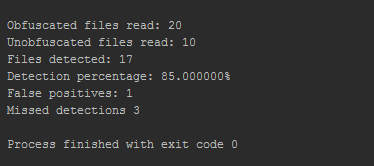 Obfuscated files read: 20
Unobfuscated files read: 10
Files detected: 17
Detection percentage: 85.000000%
False positives: 1
Missed detections 3
Process finished with exit code 0